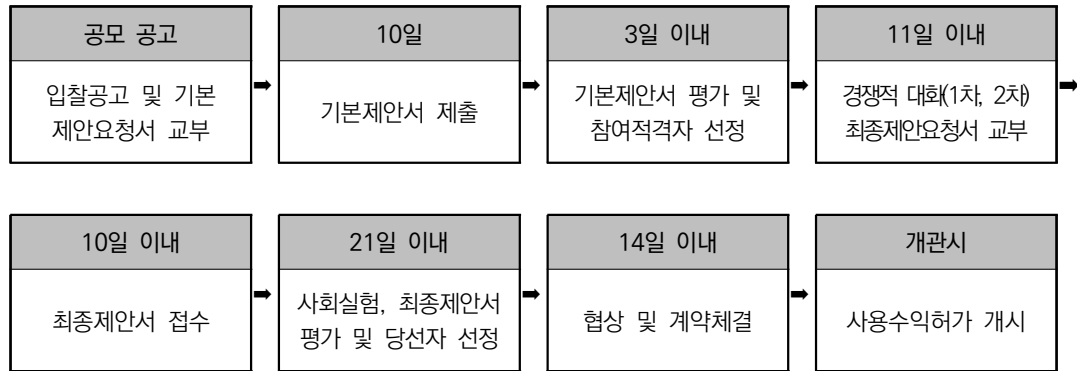 공모 공고
입찰공고 및 기본
제안요청서 교부
➡
10일
기본제안서 제출
➡
3일 이내
기본제안서 평가 및
참여적격자 선정
➡
11일 이내
경쟁적 대화(1차, 2차)
최종제안요청서 교부
➡
10일 이내
최종제안서 접수
➡
21일 이내
사회실험, 최종제안서
평가 및 당선자 선정
➡
14일 이내
협상 및 계약체결
➡
개관시
사용수익허가 개시